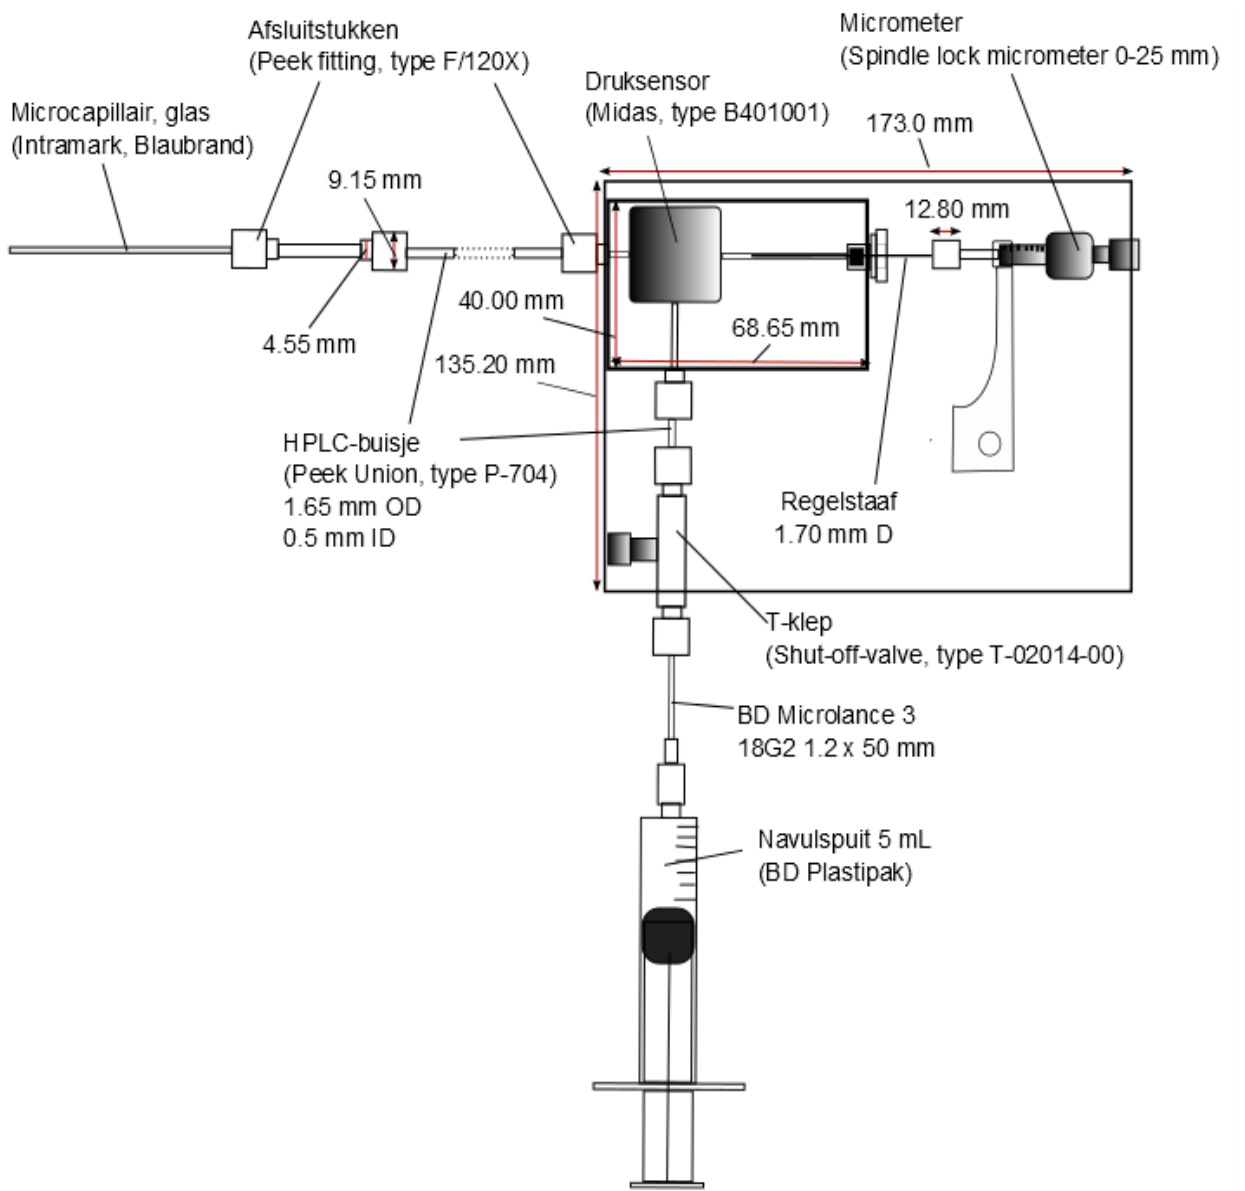 Afsluitstukken
(Peek fitting, type F/120X)
Micrometer
(Spindle lock micrometer 0-25 mm)
Druksensor
(Midas, type B401001)
Microcapillair, glas
(Intramark, Blaubrand)
173.0 mm
9.15 mm
12.80 mm
40.00 mm
68.65 mm
4.55 mm
135.20 mm
HPLC-buisje
(Peek Union, type P-704)
1.65 mm OD
0.5 mm ID
Regelstaaf
1.70 mm D
T-klep
(Shut-off-valve, type T-02014-00)
BD Microlance 3
18G2 1.2 x 50 mm
Navulspuit 5 mL
(BD Plastipak)